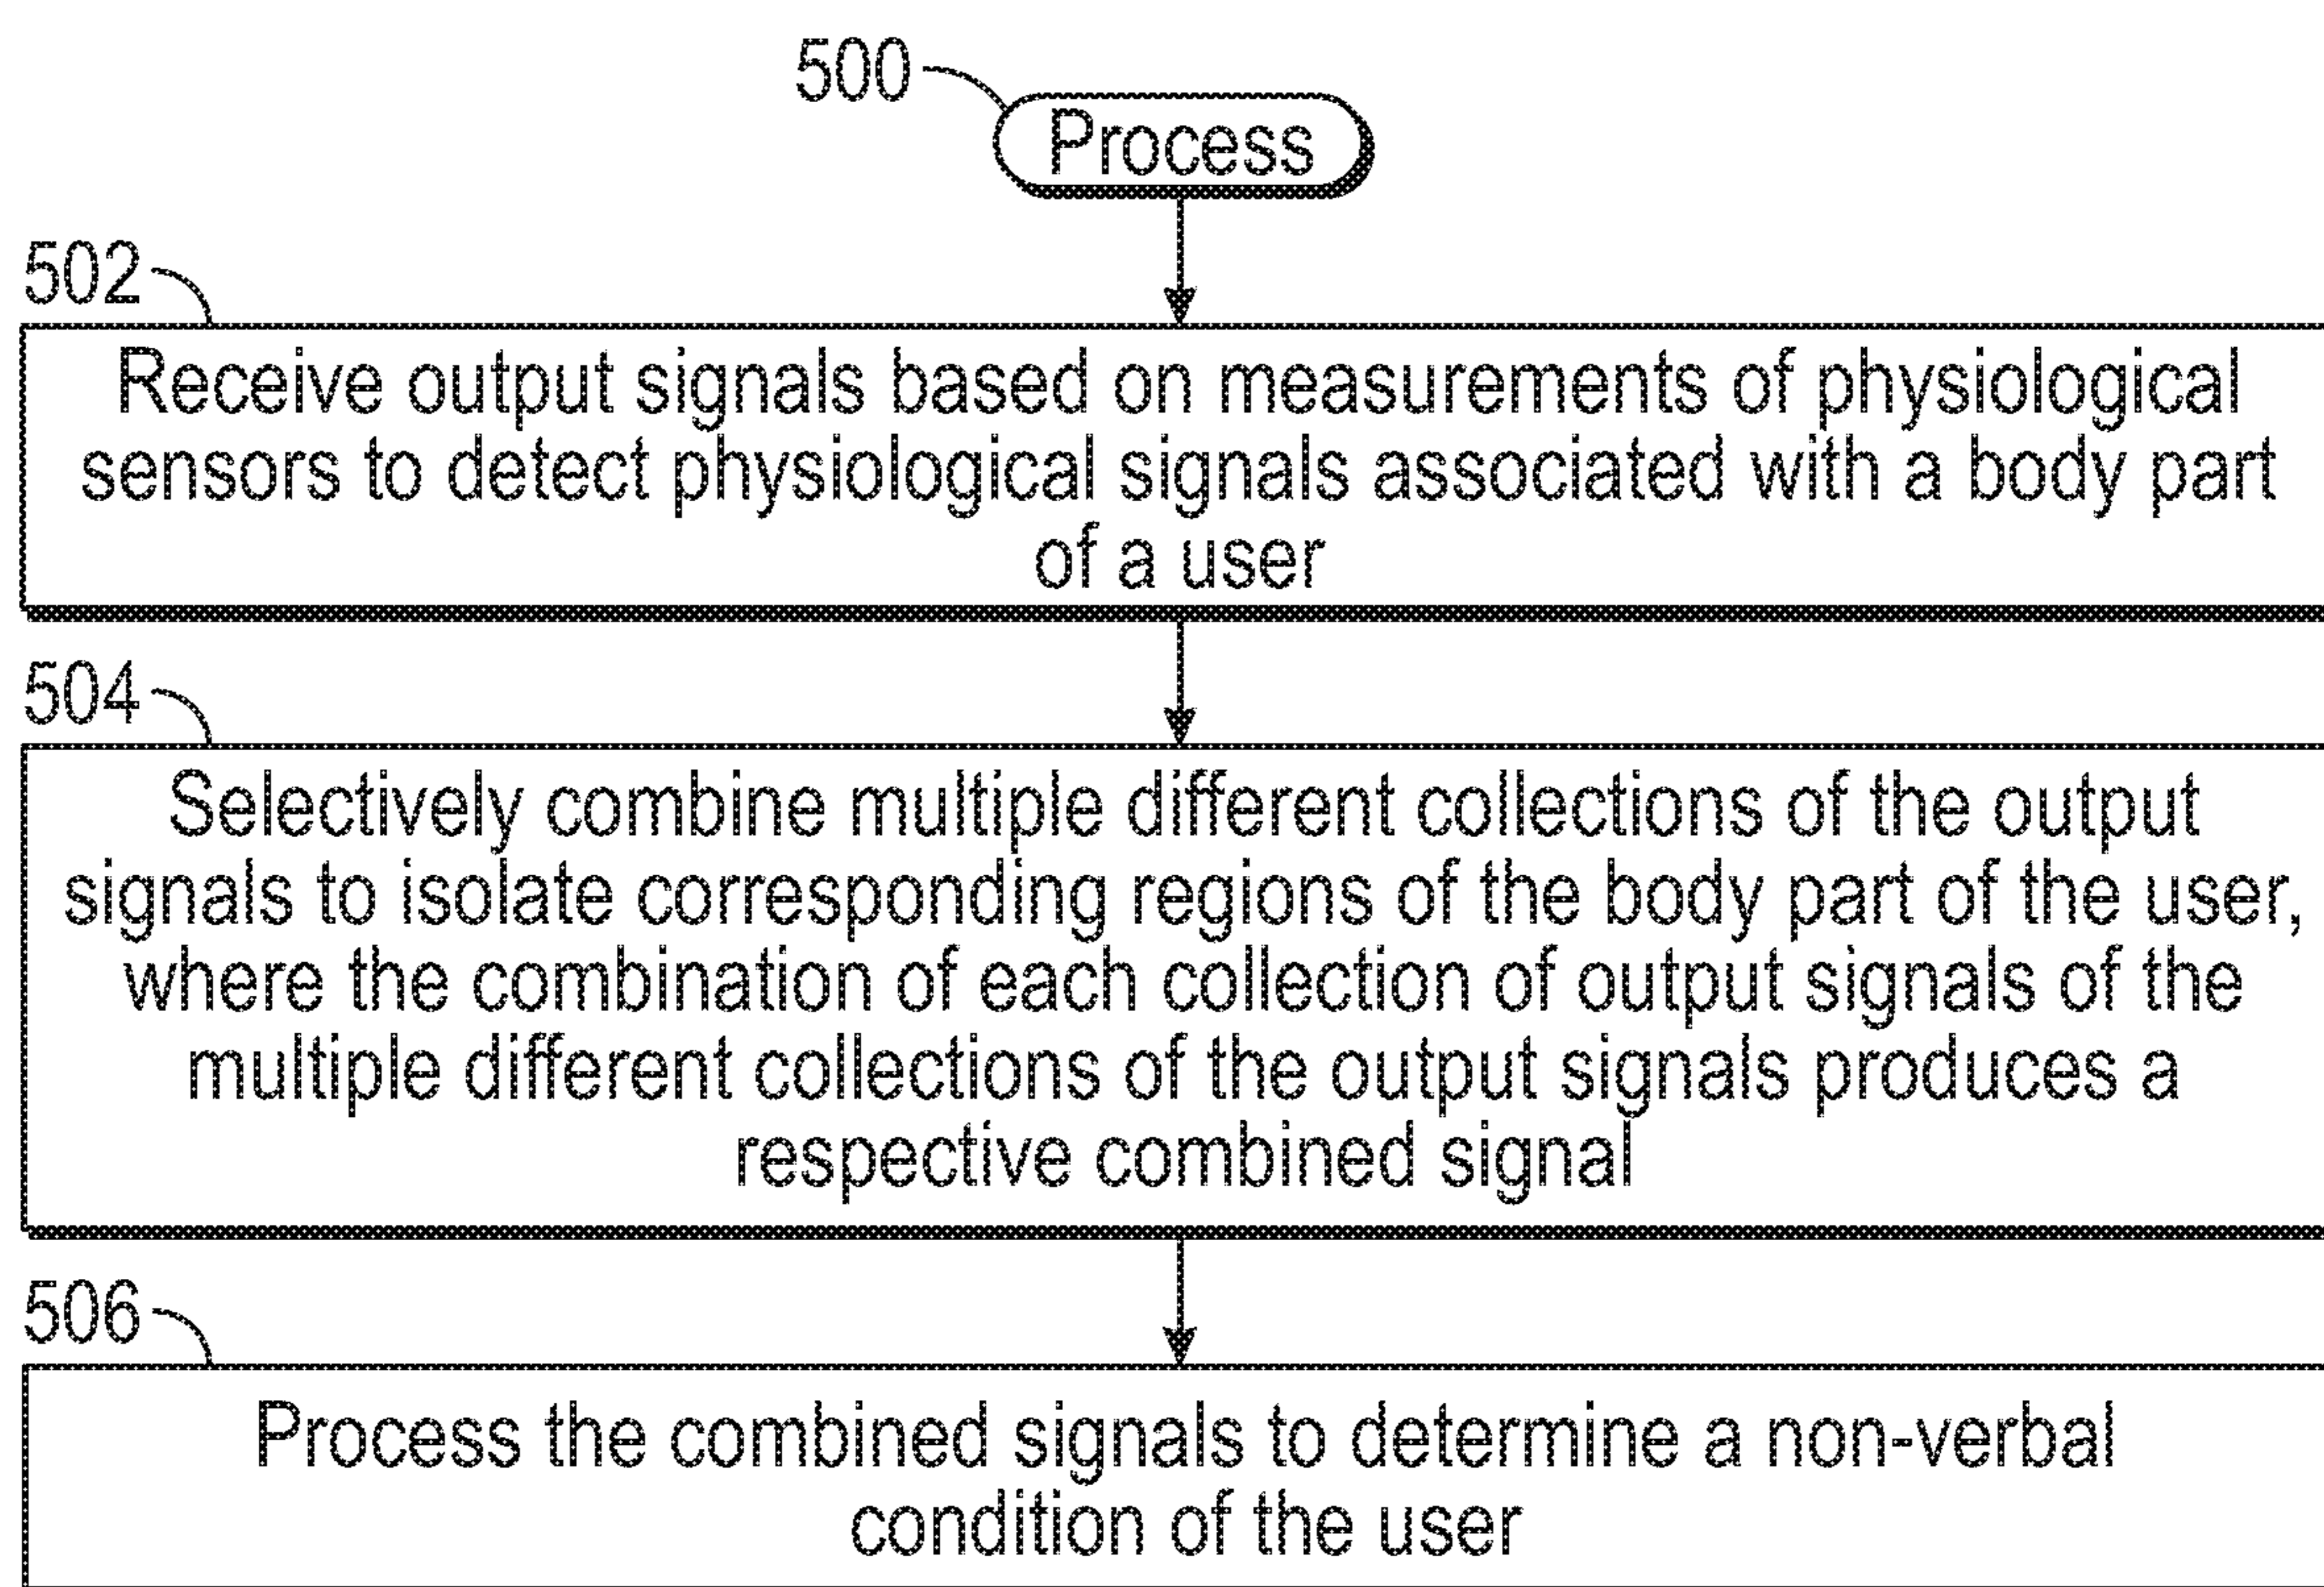 500
Process
502
Receive output signals based on measurements of physiological
sensors to detect physiological signals associated with a body part
of a user
504
Selectively combine multiple different collections of the output
signals to isolate corresponding regions of the body part of the user,
where the combination of each collection of output signals of the
multiple different collections of the output signals produces a
respective combined signal
506
Process the combined signals to determine a non-verbal
condition of the user